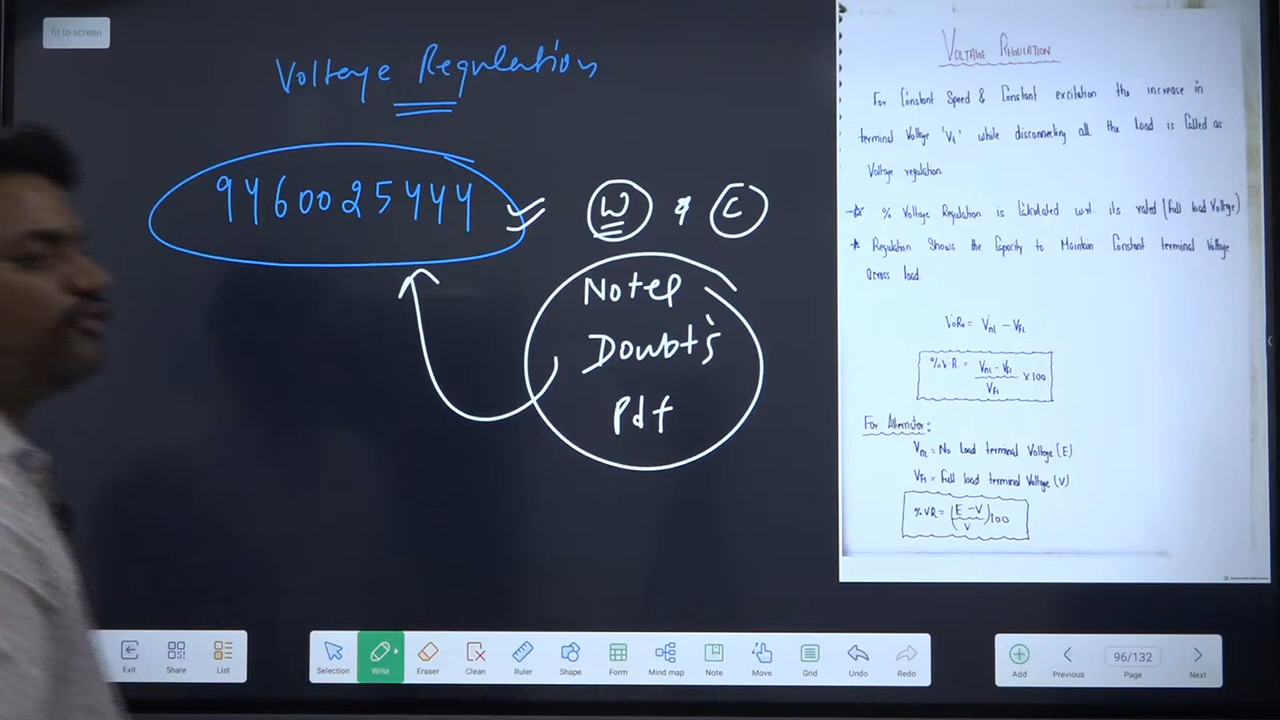 fit to screen
Voltage Regulation
9460025444
W & C
Notes
Doubt's
Pdf
VOLTAGE REGULATION
For Constant Speed & Constant excitation the increase in
terminal Voltage 'Vt' while disconnecting all the Load is Called as
Voltage regulation
% Voltage Regulation is Calculated w.r.t. its rated (full load Voltage)
Regulation Shows the Capacity to Maintain Constant terminal Voltage
across load
V.R. = Vnl - VFL
% V.R. = Vnl - Vfl / Vfl × 100
For Alternator:
Vnl = No Load terminal Voltage (E)
Vfl = Full load terminal Voltage (V)
% VR = (E - V / V) 100
Exit
Share
List
Selection
Write
Eraser
Clean
Ruler
Shape
Form
Mind map
Note
Move
Grid
Undo
Redo
Add
Previous
96/132
Page
Next